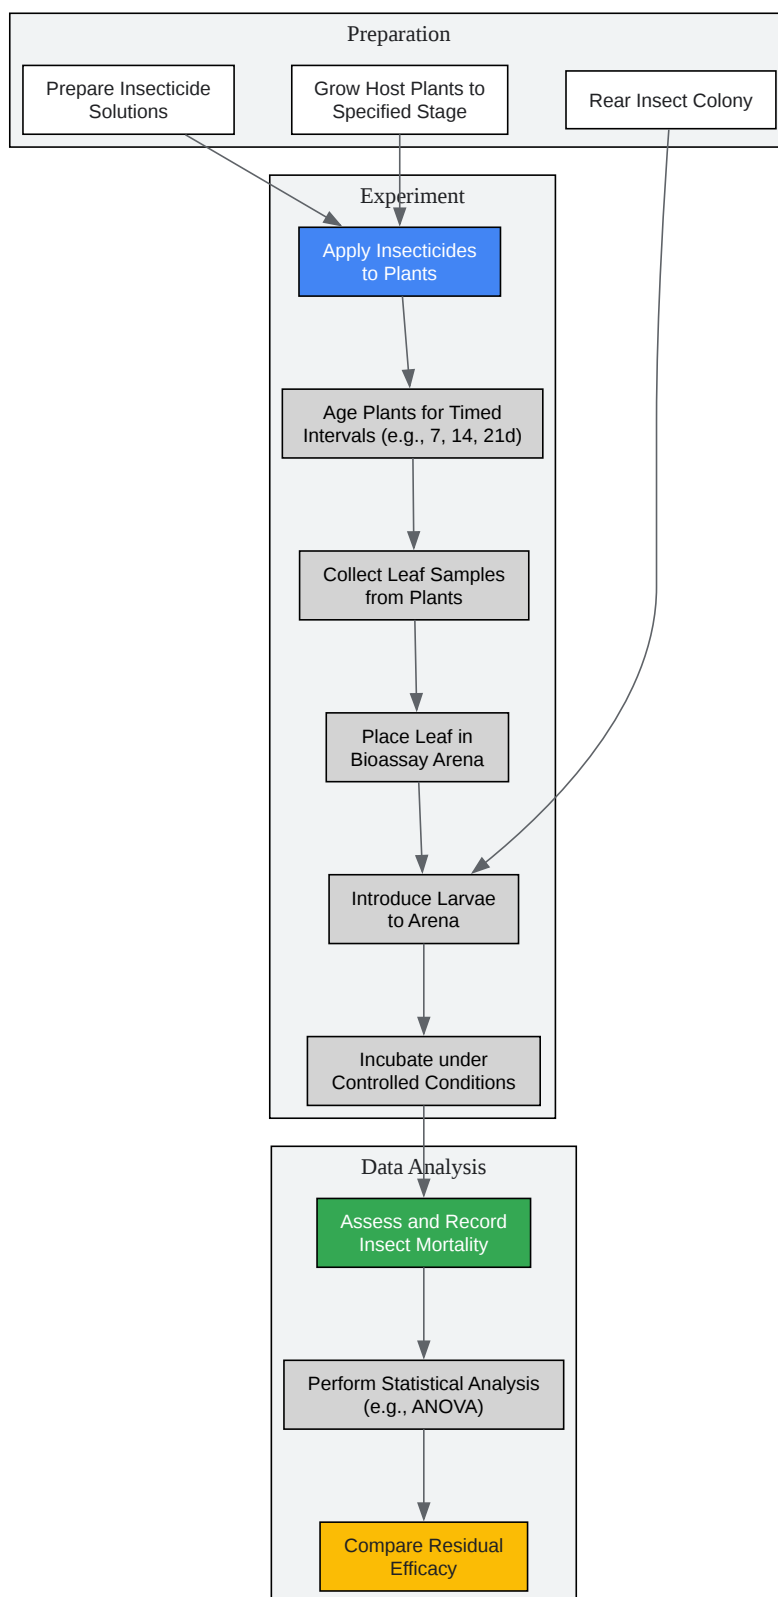 Preparation
Prepare Insecticide
Solutions
Grow Host Plants to
Specified Stage
Rear Insect Colony
Experiment
Apply Insecticides
to Plants
Age Plants for Timed
Intervals (e.g., 7, 14, 21d)
Collect Leaf Samples
from Plants
Place Leaf in
Bioassay Arena
Introduce Larvae
to Arena
Incubate under
Controlled Conditions
Data Analysis
Assess and Record
Insect Mortality
Perform Statistical Analysis
(e.g., ANOVA)
Compare Residual
Efficacy